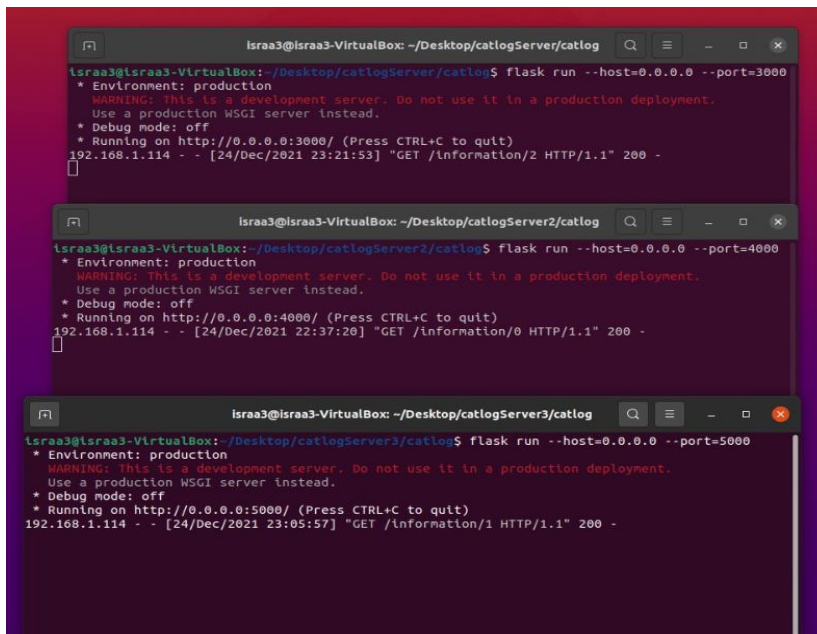 israa3@israa3-VirtualBox: ~/Desktop/catlogServer/catlog
israa3@israa3-VirtualBox:~/Desktop/catlogServer/catlog$ flask run --host=0.0.0.0 --port=3000
* Environment: production
WARNING: This is a development server. Do not use it in a production deployment.
Use a production WSGI server instead.
* Debug mode: off
* Running on http://0.0.0.0:3000/ (Press CTRL+C to quit)
192.168.1.114 - - [24/Dec/2021 23:21:53] "GET /information/2 HTTP/1.1" 200 -
israa3@israa3-VirtualBox: ~/Desktop/catlogServer2/catlog
israa3@israa3-VirtualBox:~/Desktop/catlogServer2/catlog$ flask run --host=0.0.0.0 --port=4000
* Environment: production
WARNING: This is a development server. Do not use it in a production deployment.
Use a production WSGI server instead.
* Debug mode: off
* Running on http://0.0.0.0:4000/ (Press CTRL+C to quit)
192.168.1.114 - - [24/Dec/2021 22:37:20] "GET /information/0 HTTP/1.1" 200 -
israa3@israa3-VirtualBox: ~/Desktop/catlogServer3/catlog
israa3@israa3-VirtualBox:~/Desktop/catlogServer3/catlog$ flask run --host=0.0.0.0 --port=5000
* Environment: production
WARNING: This is a development server. Do not use it in a production deployment.
Use a production WSGI server instead.
* Debug mode: off
* Running on http://0.0.0.0:5000/ (Press CTRL+C to quit)
192.168.1.114 - - [24/Dec/2021 23:05:57] "GET /information/1 HTTP/1.1" 200 -